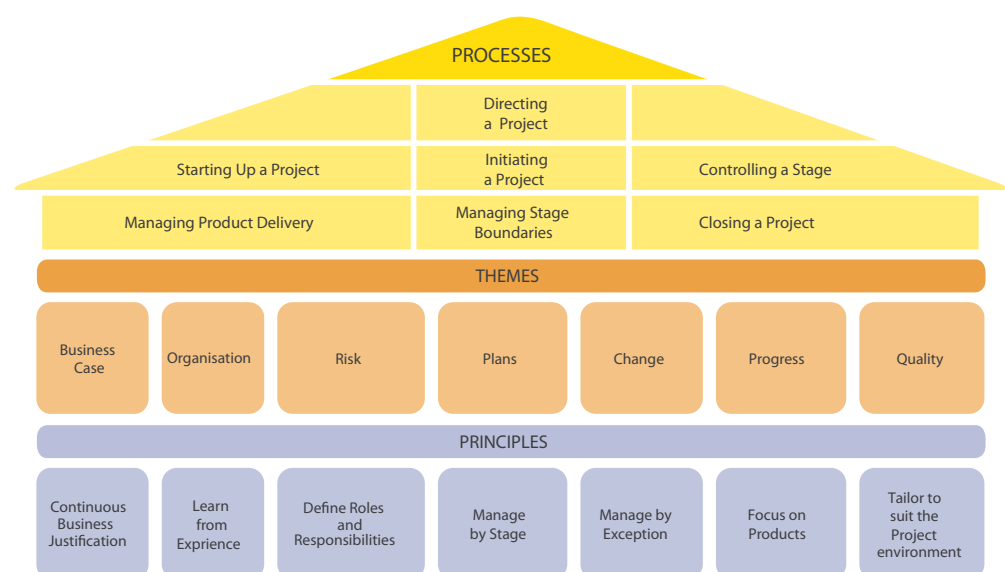 PROCESSES
Directing
a Project
Starting Up a Project
Initiating
a Project
Controlling a Stage
Managing Product Delivery
Managing Stage
Boundaries
Closing a Project
THEMES
Business
Case
Organisation
Risk
Plans
Change
Progress
Quality
PRINCIPLES
Continuous
Business
Justification
Learn
from
Exprience
Define Roles
and
Responsibilities
Manage
by Stage
Manage by
Exception
Focus on
Products
Tailor to
suit the
Project
environment